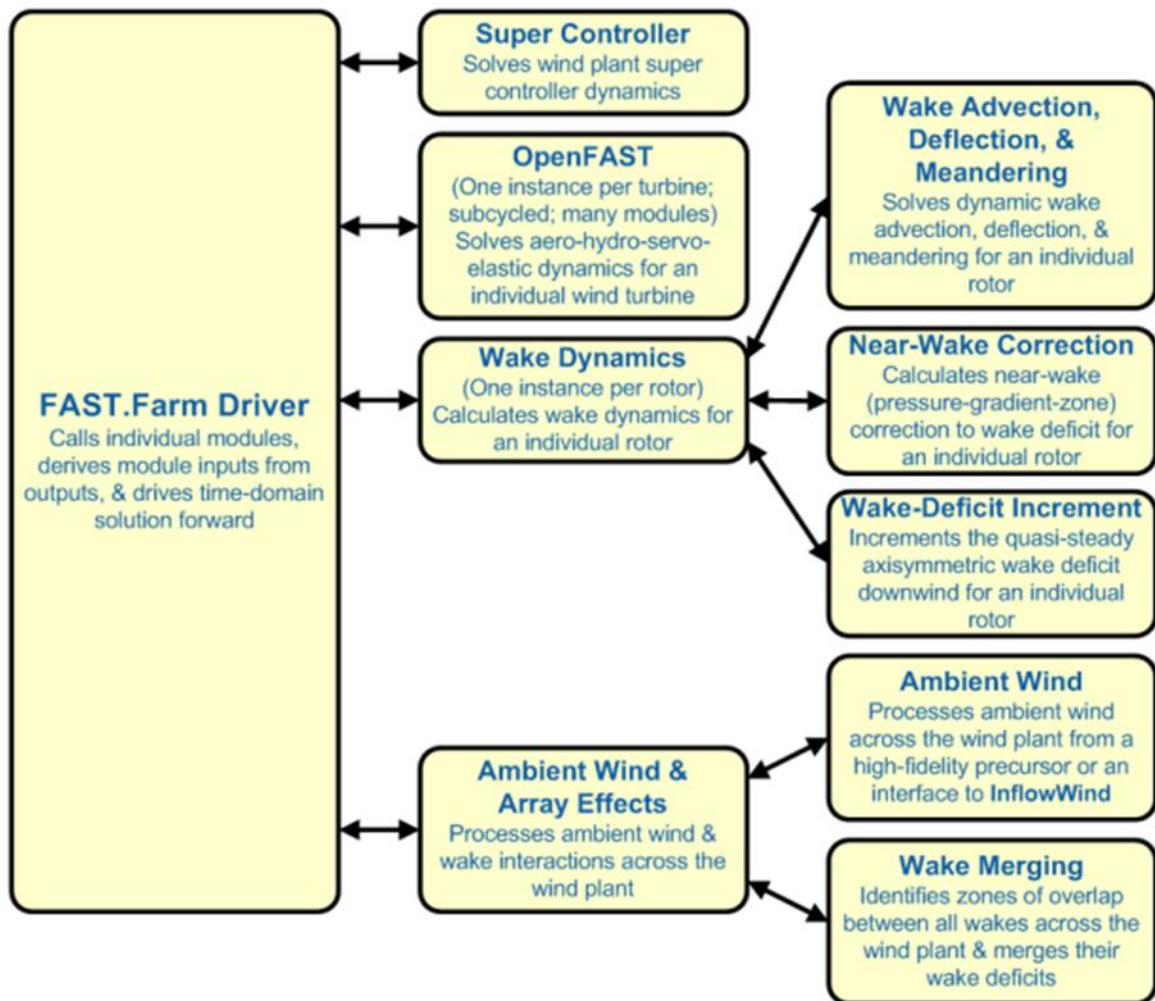 FAST.Farm Driver
Calls individual modules,
derives module inputs from
outputs, & drives time-domain
solution forward
Super Controller
Solves wind plant super
controller dynamics
OpenFAST
(One instance per turbine;
subcycled; many modules)
Solves aero-hydro-servo-
elastic dynamics for an
individual wind turbine
Wake Dynamics
(One instance per rotor)
Calculates wake dynamics for
an individual rotor
Ambient Wind &
Array Effects
Processes ambient wind &
wake interactions across the
wind plant
Wake Advection,
Deflection, &
Meandering
Solves dynamic wake
advection, deflection, &
meandering for an individual
rotor
Near-Wake Correction
Calculates near-wake
(pressure-gradient-zone)
correction to wake deficit for
an individual rotor
Wake-Deficit Increment
Increments the quasi-steady
axisymmetric wake deficit
downwind for an individual
rotor
Ambient Wind
Processes ambient wind
across the wind plant from a
high-fidelity precursor or an
interface to InflowWind
Wake Merging
Identifies zones of overlap
between all wakes across the
wind plant & merges their
wake deficits